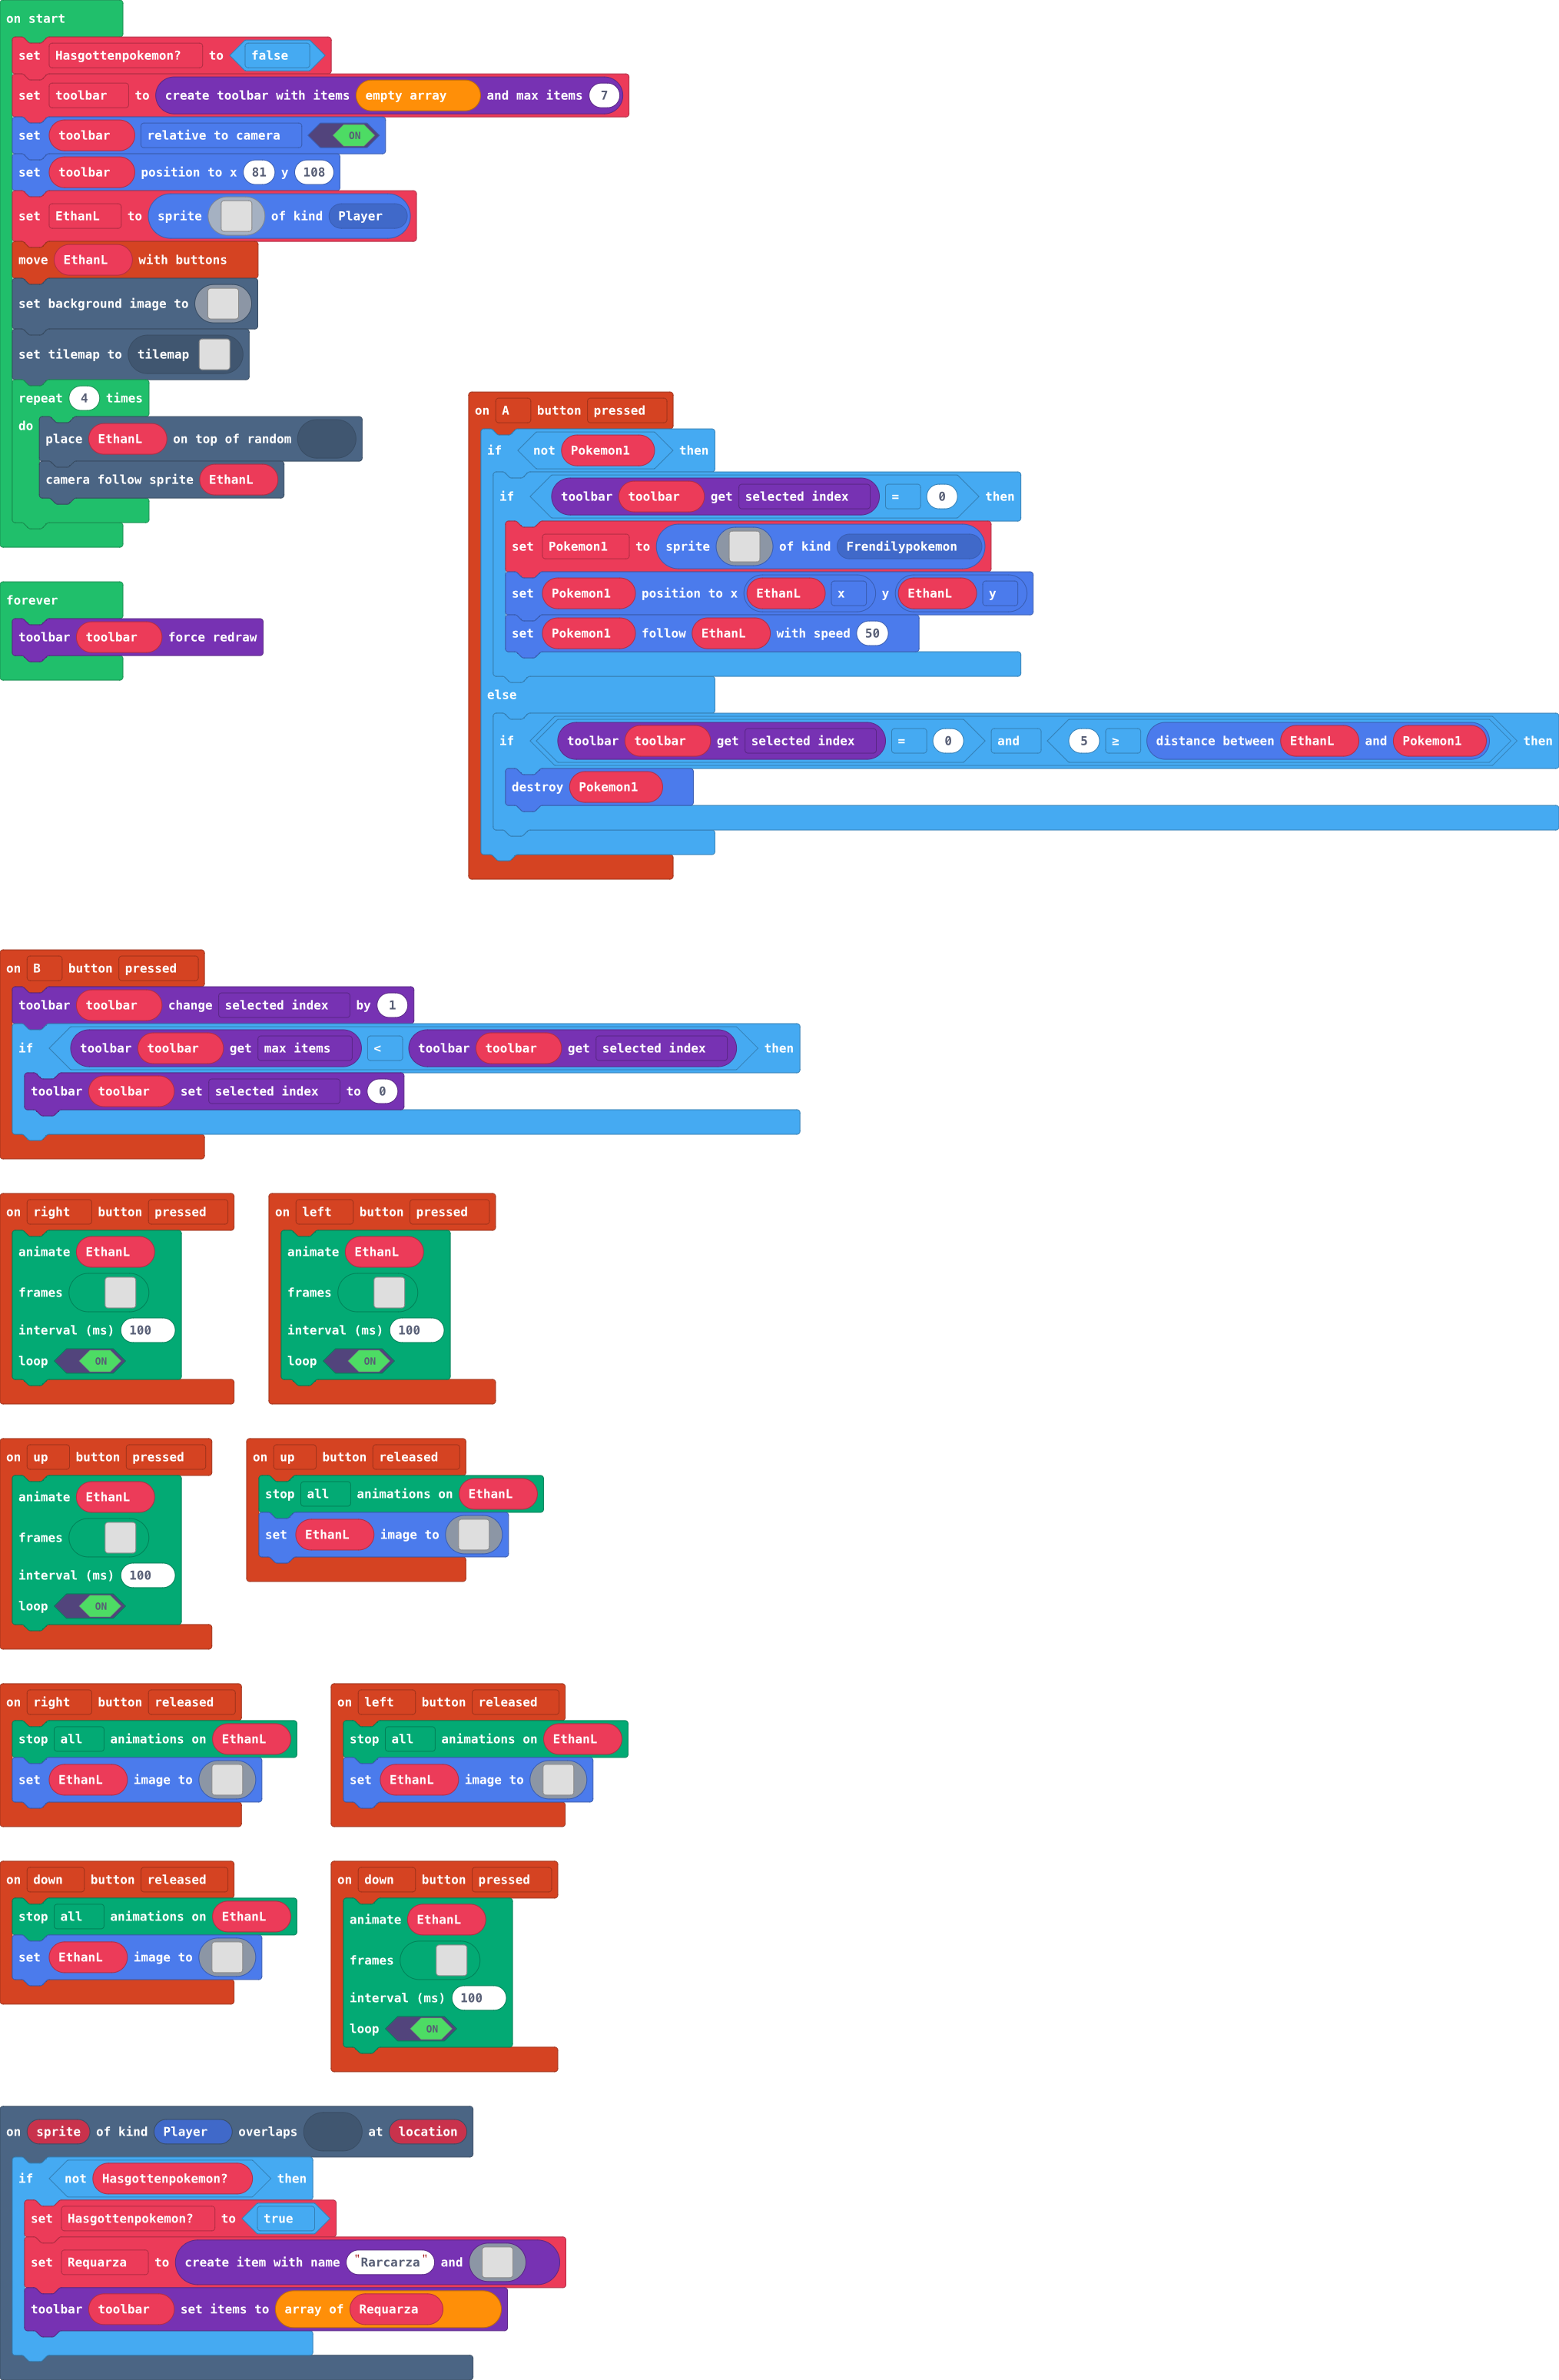 on start
set Hasgottenpokemon? to false
set toolbar to create toolbar with items empty array and max items 7
set toolbar relative to camera ON
set toolbar position to x 81 y 108
set EthanL to sprite of kind Player
move EthanL with buttons
set background image to
set tilemap to tilemap
repeat 4 times
do
place EthanL on top of random
camera follow sprite EthanL
forever
toolbar toolbar force redraw
on A button pressed
if not Pokemon1 then
if toolbar toolbar get selected index = 0 then
set Pokemon1 to sprite of kind Frendilypokemon
set Pokemon1 position to x EthanL x y EthanL y
set Pokemon1 follow EthanL with speed 50
else
if toolbar toolbar get selected index = 0 and 5 ≥ distance between EthanL and Pokemon1 then
destroy Pokemon1
on B button pressed
toolbar toolbar change selected index by 1
if toolbar toolbar get max items < toolbar toolbar get selected index then
toolbar toolbar set selected index to 0
on right button pressed
animate EthanL
frames
interval (ms) 100
loop ON
on left button pressed
animate EthanL
frames
interval (ms) 100
loop ON
on up button pressed
animate EthanL
frames
interval (ms) 100
loop ON
on up button released
stop all animations on EthanL
set EthanL image to
on right button released
stop all animations on EthanL
set EthanL image to
on left button released
stop all animations on EthanL
set EthanL image to
on down button released
stop all animations on EthanL
set EthanL image to
on down button pressed
animate EthanL
frames
interval (ms) 100
loop ON
on sprite of kind Player overlaps at location
if not Hasgottenpokemon? then
set Hasgottenpokemon? to true
set Requarza to create item with name "Rarcarza" and
toolbar toolbar set items to array of Requarza